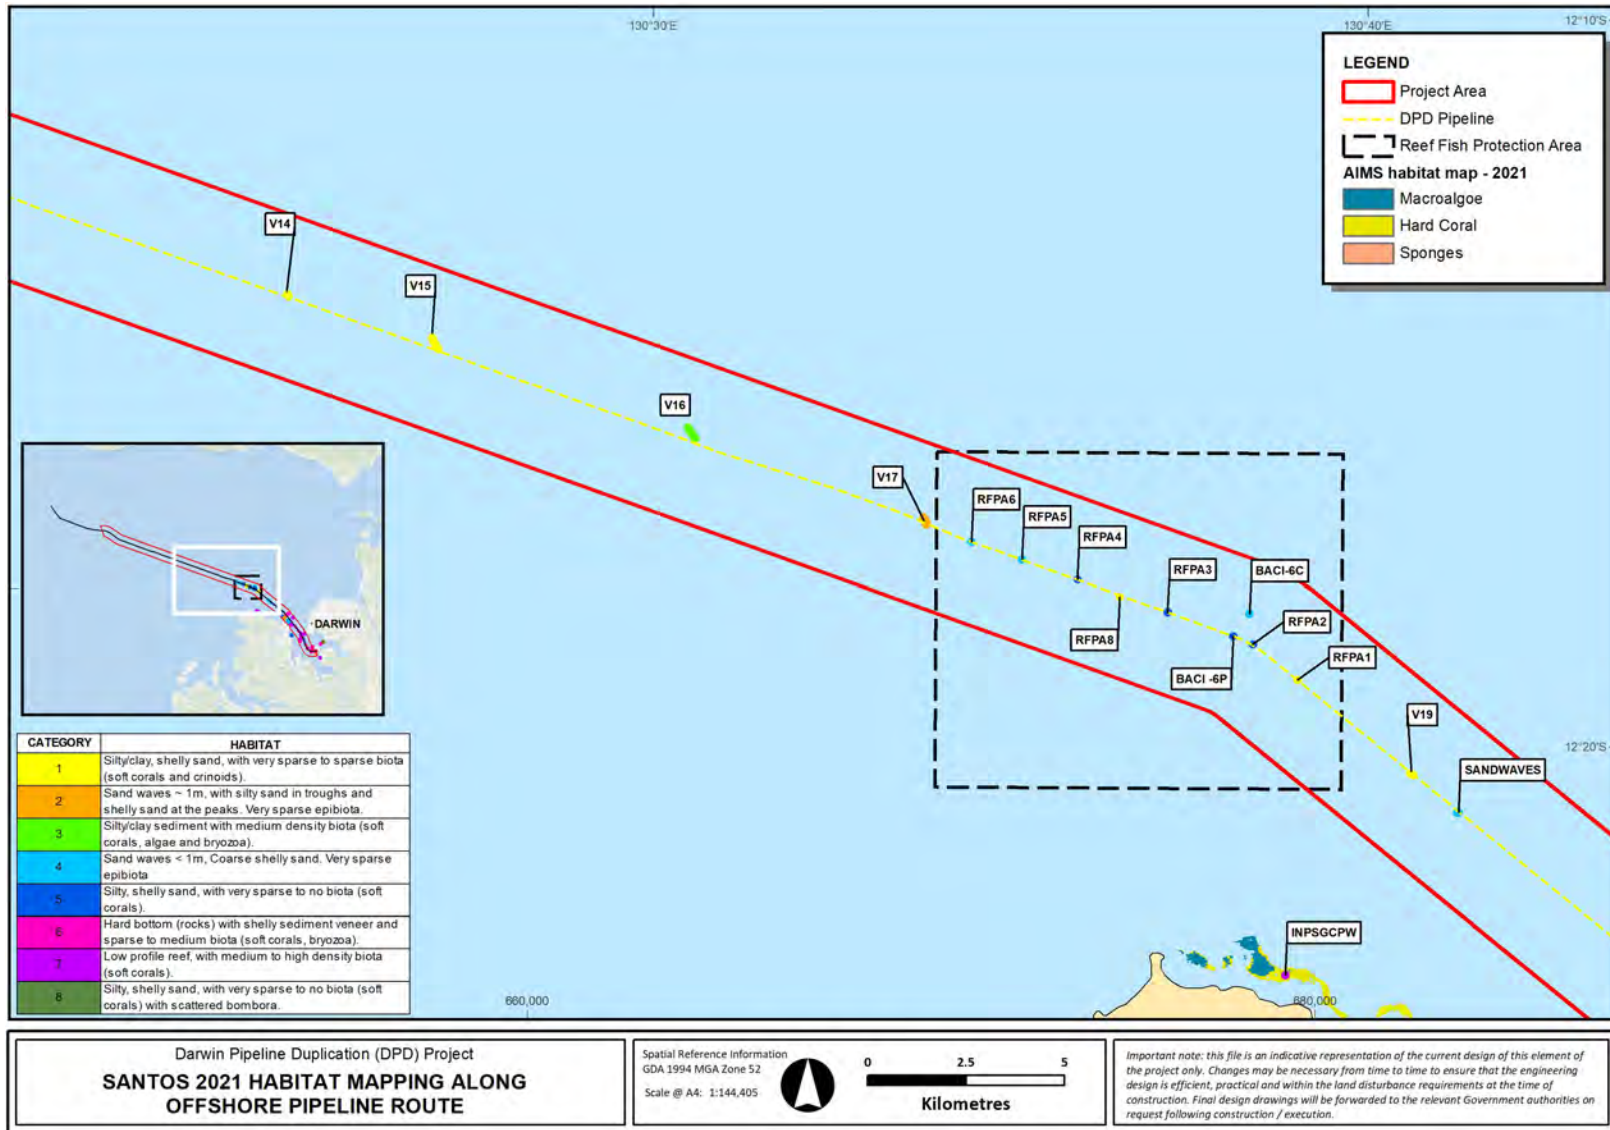 130°30'E
130°40'E
12°10'S
LEGEND
Project Area
DPD Pipeline
Reef Fish Protection Area
AIMS habitat map - 2021
Macroalgoe
Hard Coral
Sponges
V14
V15
V16
V17
RFPA6
RFPA5
RFPA4
RFPA3
BACI-6C
RFPA2
RFPA8
BACI -6P
RFPA1
V19
12°20'S
SANDWAVES
INPSGCPW
DARWIN
CATEGORY HABITAT
1 Silty/clay, shelly sand, with very sparse to sparse biota
(soft corals and crinoids).
2 Sand waves ~ 1m, with silty sand in troughs and
shelly sand at the peaks. Very sparse epibiota.
3 Silty/clay sediment with medium density biota (soft
corals, algae and bryozoa).
4 Sand waves < 1m, Coarse shelly sand. Very sparse
epibiota
5 Silty, shelly sand, with very sparse to no biota (soft
corals).
6 Hard bottom (rocks) with shelly sediment veneer and
sparse to medium biota (soft corals, bryozoa).
7 Low profile reef, with medium to high density biota
(soft corals).
8 Silty, shelly sand, with very sparse to no biota (soft
corals) with scattered bombora.
660,000
680,000
Darwin Pipeline Duplication (DPD) Project
SANTOS 2021 HABITAT MAPPING ALONG
OFFSHORE PIPELINE ROUTE
Spatial Reference Information
GDA 1994 MGA Zone 52
Scale @ A4: 1:144,405
0 2.5 5
Kilometres
Important note: this file is an indicative representation of the current design of this element of
the project only. Changes may be necessary from time to time to ensure that the engineering
design is efficient, practical and within the land disturbance requirements at the time of
construction. Final design drawings will be forwarded to the relevant Government authorities on
request following construction / execution.